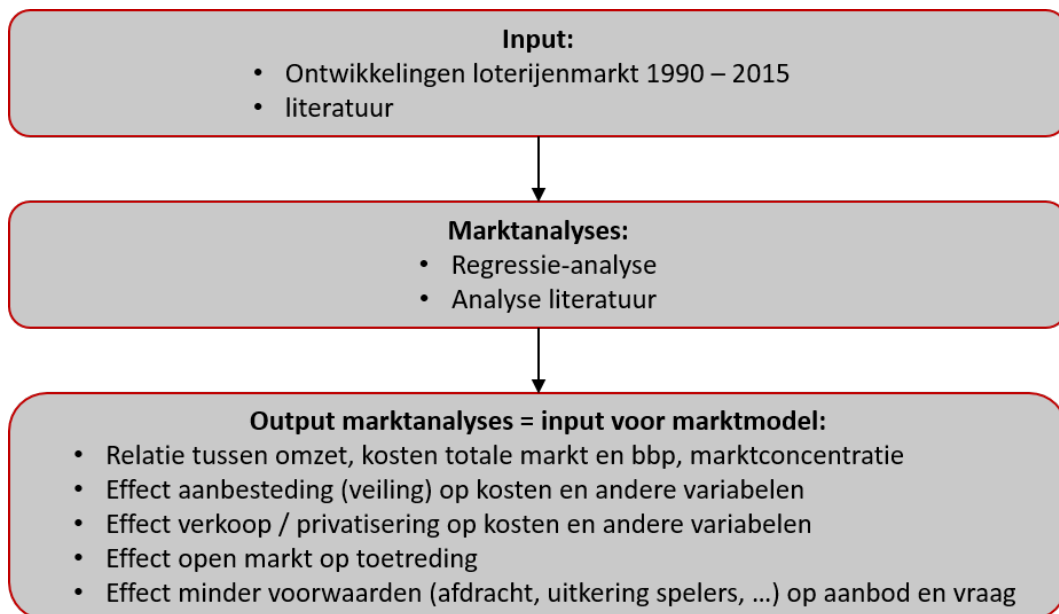 Input:
• Ontwikkelingen loterijenmarkt 1990 – 2015
• literatuur
Marktanalyses:
• Regressie-analyse
• Analyse literatuur
Output marktanalyses = input voor marktmodel:
• Relatie tussen omzet, kosten totale markt en bbp, marktconcentratie
• Effect aanbesteding (veiling) op kosten en andere variabelen
• Effect verkoop / privatisering op kosten en andere variabelen
• Effect open markt op toetreding
• Effect minder voorwaarden (afdracht, uitkering spelers, ...) op aanbod en vraag